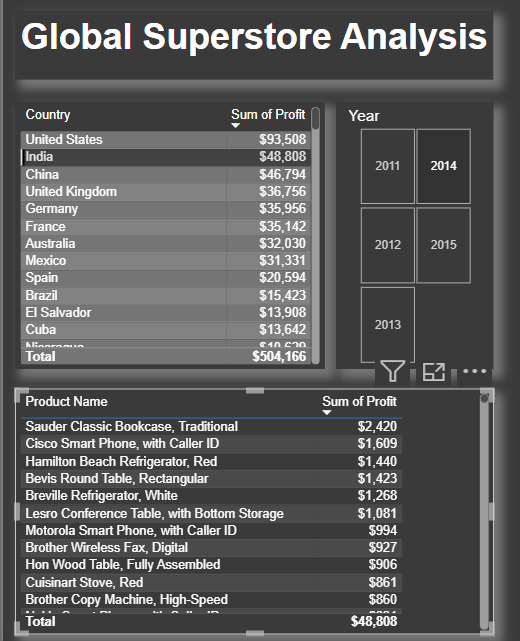 Global Superstore Analysis
Country Sum of Profit
United States $93,508
India $48,808
China $46,794
United Kingdom $36,756
Germany $35,956
France $35,142
Australia $32,030
Mexico $31,331
Spain $20,594
Brazil $15,423
El Salvador $13,908
Cuba $13,642
Total $504,166
Year
2011 2014
2012 2015
2013
Product Name Sum of Profit
Sauder Classic Bookcase, Traditional $2,420
Cisco Smart Phone, with Caller ID $1,609
Hamilton Beach Refrigerator, Red $1,440
Bevis Round Table, Rectangular $1,423
Breville Refrigerator, White $1,268
Lesro Conference Table, with Bottom Storage $1,081
Motorola Smart Phone, with Caller ID $994
Brother Wireless Fax, Digital $927
Hon Wood Table, Fully Assembled $906
Cuisinart Stove, Red $861
Brother Copy Machine, High-Speed $860
Total $48,808